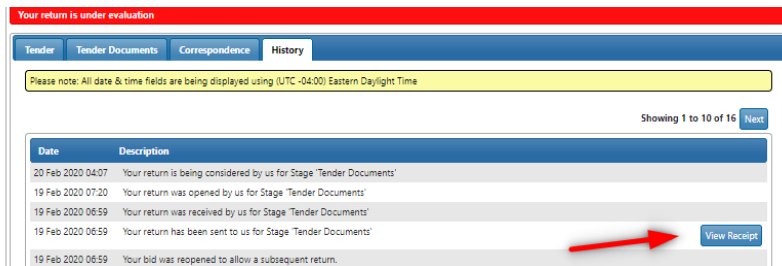 Your return is under evaluation
Tender Tender Documents Correspondence History
Please note: All date & time fields are being displayed using (UTC -04:00) Eastern Daylight Time
Showing 1 to 10 of 16 Next
Date Description
20 Feb 2020 04:07 Your return is being considered by us for Stage 'Tender Documents'
19 Feb 2020 07:20 Your return was opened by us for Stage 'Tender Documents'
19 Feb 2020 06:59 Your return was received by us for Stage 'Tender Documents'
19 Feb 2020 06:59 Your return has been sent to us for Stage 'Tender Documents' View Receipt
19 Feb 2020 06:59 Your bid was reopened to allow a subsequent return.